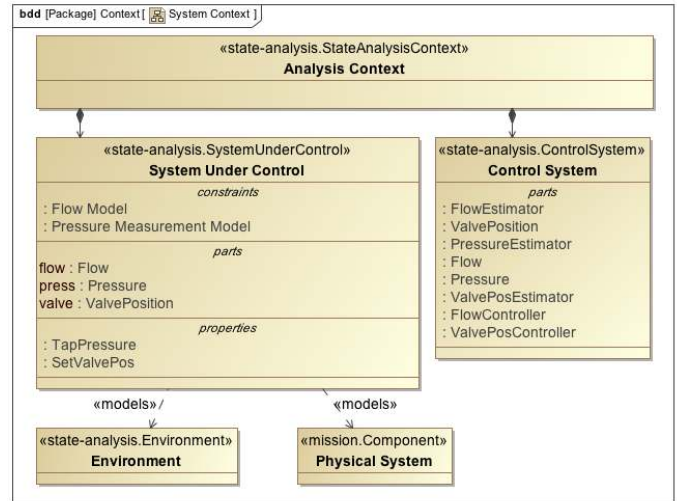 bdd [Package] Context [ System Context ]
«state-analysis.StateAnalysisContext»
Analysis Context
«state-analysis.SystemUnderControl»
System Under Control
constraints
: Flow Model
: Pressure Measurement Model
parts
flow : Flow
press : Pressure
valve : ValvePosition
properties
: TapPressure
: SetValvePos
«state-analysis.ControlSystem»
Control System
parts
: FlowEstimator
: ValvePosition
: PressureEstimator
: Flow
: Pressure
: ValvePosEstimator
: FlowController
: ValvePosController
«models»
«models»
«state-analysis.Environment»
Environment
«mission.Component»
Physical System